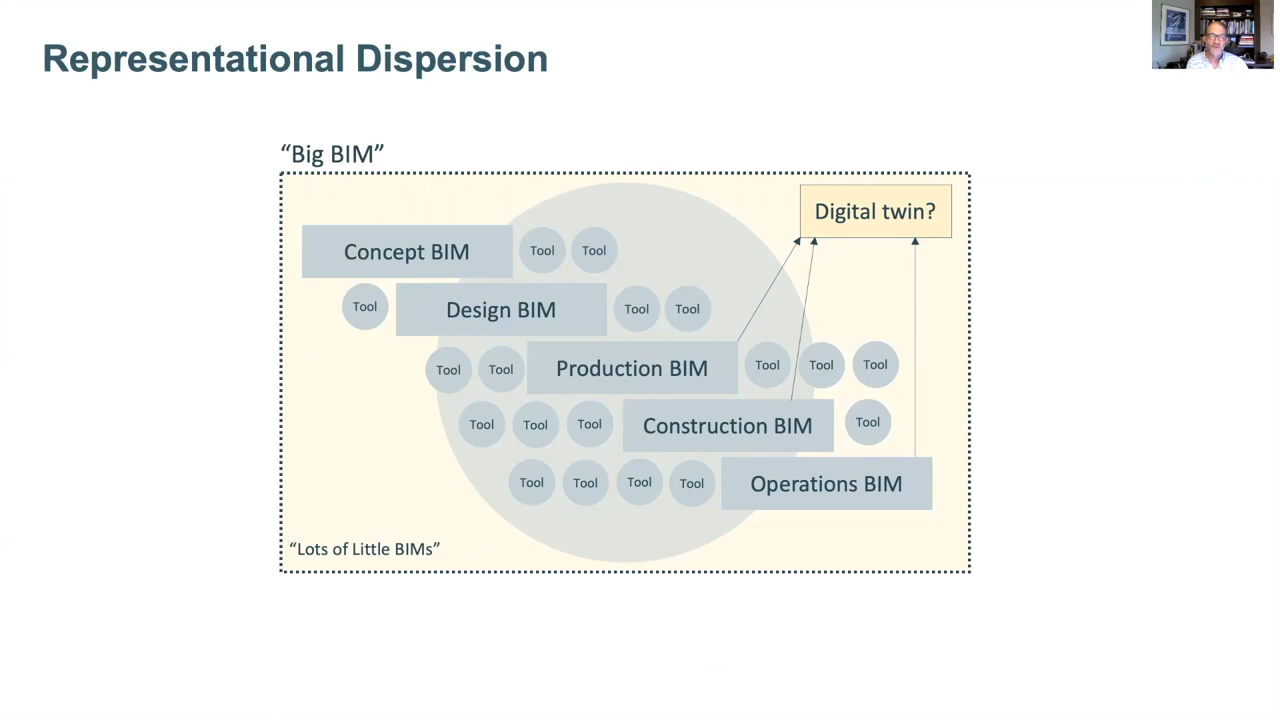 Representational Dispersion
“Big BIM”
Digital twin?
Concept BIM Tool Tool
Tool Design BIM Tool Tool
Tool Tool Production BIM Tool Tool Tool
Tool Tool Tool Construction BIM Tool
Tool Tool Tool Tool Operations BIM
“Lots of Little BIMs”